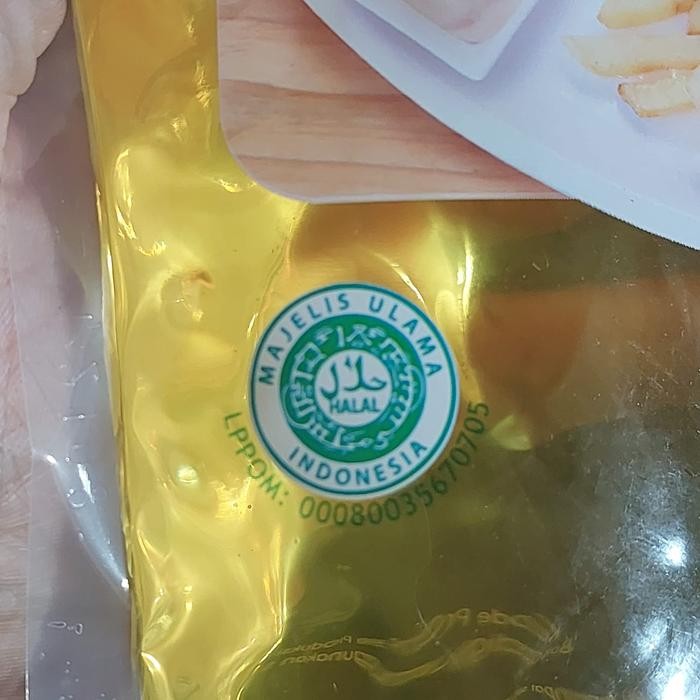 MAJELIS ULAMA
حلال
HALAL
INDONESIA
LPPOM: 00080035670705